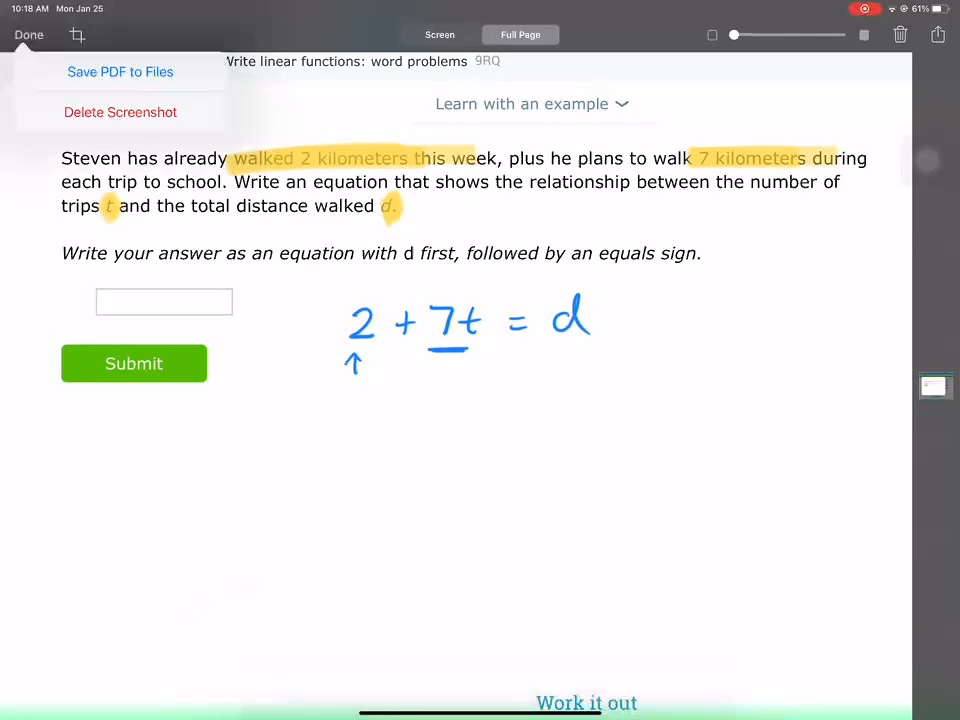 10:18 AM Mon Jan 25
61%
Done
Screen
Full Page
Save PDF to Files
Delete Screenshot
Write linear functions: word problems 9RQ
Learn with an example
Steven has already walked 2 kilometers this week, plus he plans to walk 7 kilometers during
each trip to school. Write an equation that shows the relationship between the number of
trips t and the total distance walked d.
Write your answer as an equation with d first, followed by an equals sign.
2 + 7t = d
Submit
Work it out